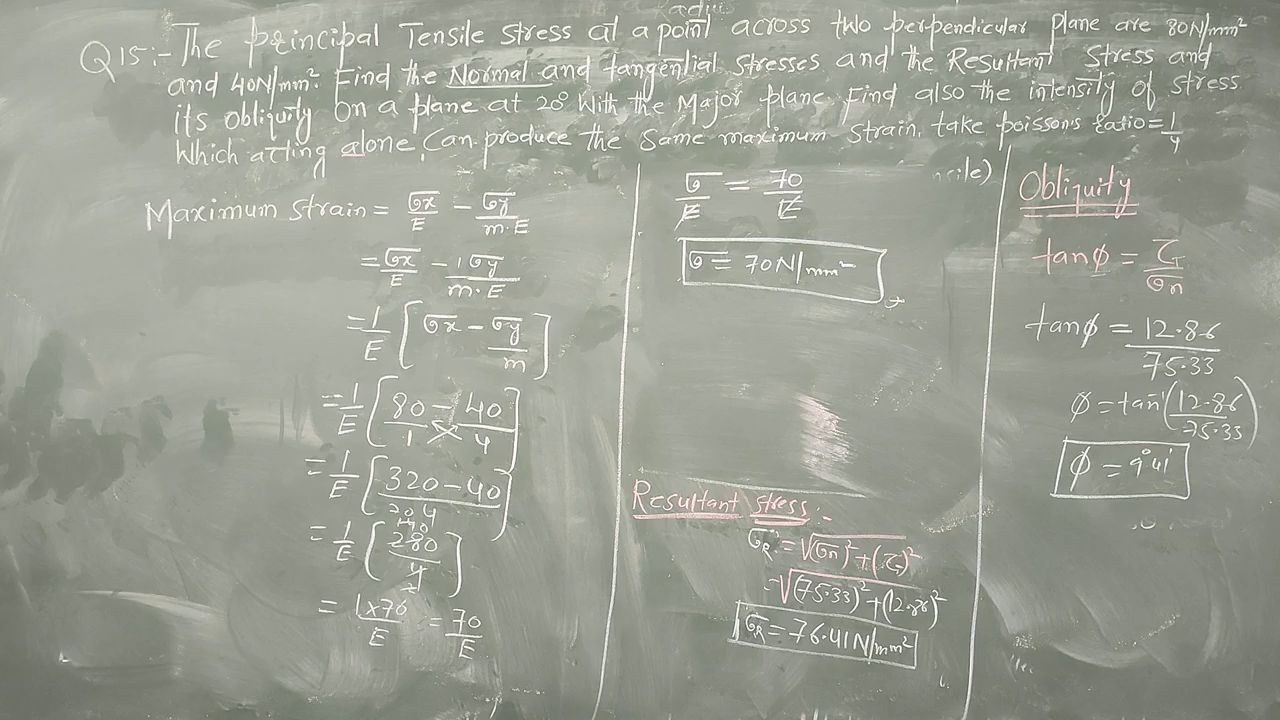 Q15:- The principal Tensile stress at a point across two perpendicular plane are 80N/mm²
and 40N/mm². Find the Normal and tangential stresses and the Resultant Stress and
its obliquity on a plane at 20° With the Major plane. Find also the intensity of stress
Which acting alone Can produce the same maximum strain. take poissons ratio = 1/4
Maximum strain = σx/E - σy/m.E
= σx/E - 1σy/m.E
= 1/E [σx - σy/m]
= 1/E [80/1 - 40/4]
= 1/E [320-40/4]
= 1/E [280/4]
= 1×70/E = 70/E
σ/E = 70/E
σ = 70N/mm²
Resultant stress:-
σR = √(σn)²+(τ)²
= √(75.33)²+(12.86)²
σR = 76.41N/mm²
Obliquity
tanφ = τ/σn
tanφ = 12.86/75.33
φ = tan⁻¹(12.86/75.33)
φ = 9°41'